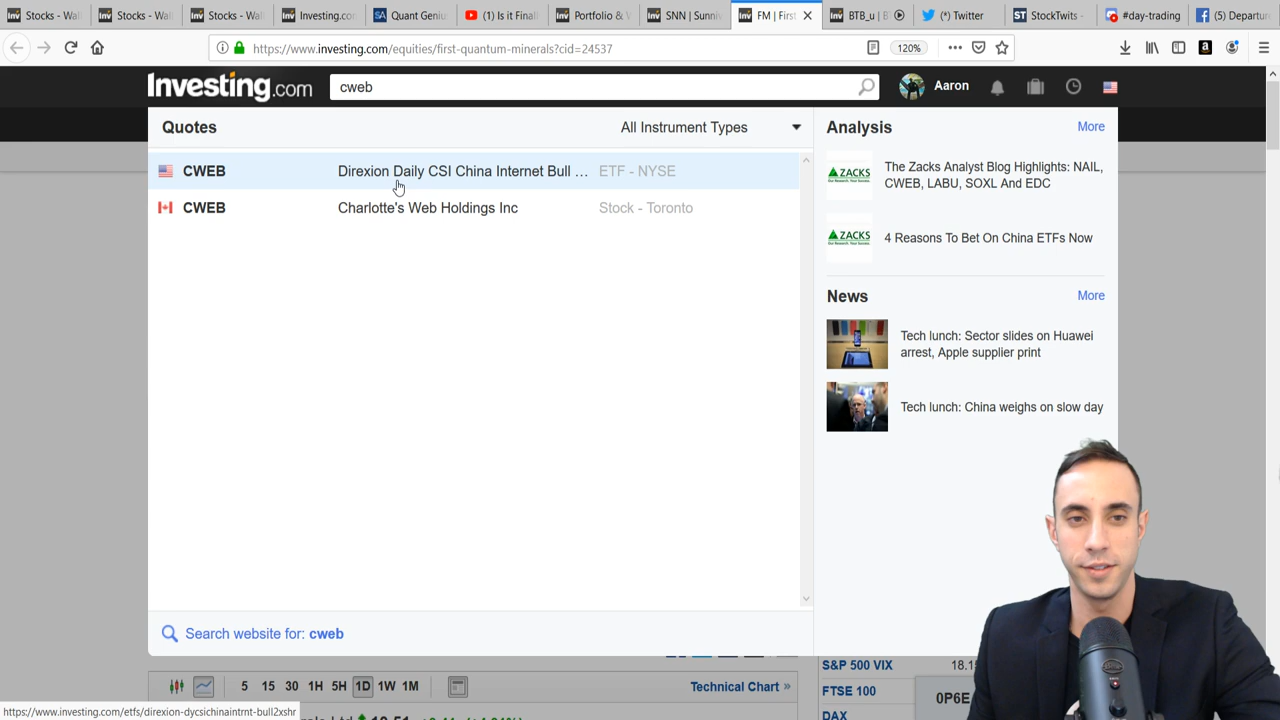 Stocks - Wal
Stocks - Wal
Stocks - Wal
Investing.co
Quant Geniu
(1) Is it Final
Portfolio & V
SNN | Sunni
FM | First
BTB_u | B
(*) Twitter
StockTwits -
#day-trading
(5) Departur
https://www.investing.com/equities/first-quantum-minerals?cid=24537
120%
Investing.com
cweb
Aaron
Quotes
All Instrument Types
CWEB Direxion Daily CSI China Internet Bull ... ETF - NYSE
CWEB Charlotte's Web Holdings Inc Stock - Toronto
Search website for: cweb
Analysis
More
ZACKS
The Zacks Analyst Blog Highlights: NAIL,
CWEB, LABU, SOXL And EDC
ZACKS
4 Reasons To Bet On China ETFs Now
News
More
Tech lunch: Sector slides on Huawei
arrest, Apple supplier print
Tech lunch: China weighs on slow day
5 15 30 1H 5H 1D 1W 1M
Technical Chart »
S&P 500 VIX 18.1
FTSE 100
DAX
0P6E
https://www.investing.com/etfs/direxion-dycsichinaintrnt-bull2xshr